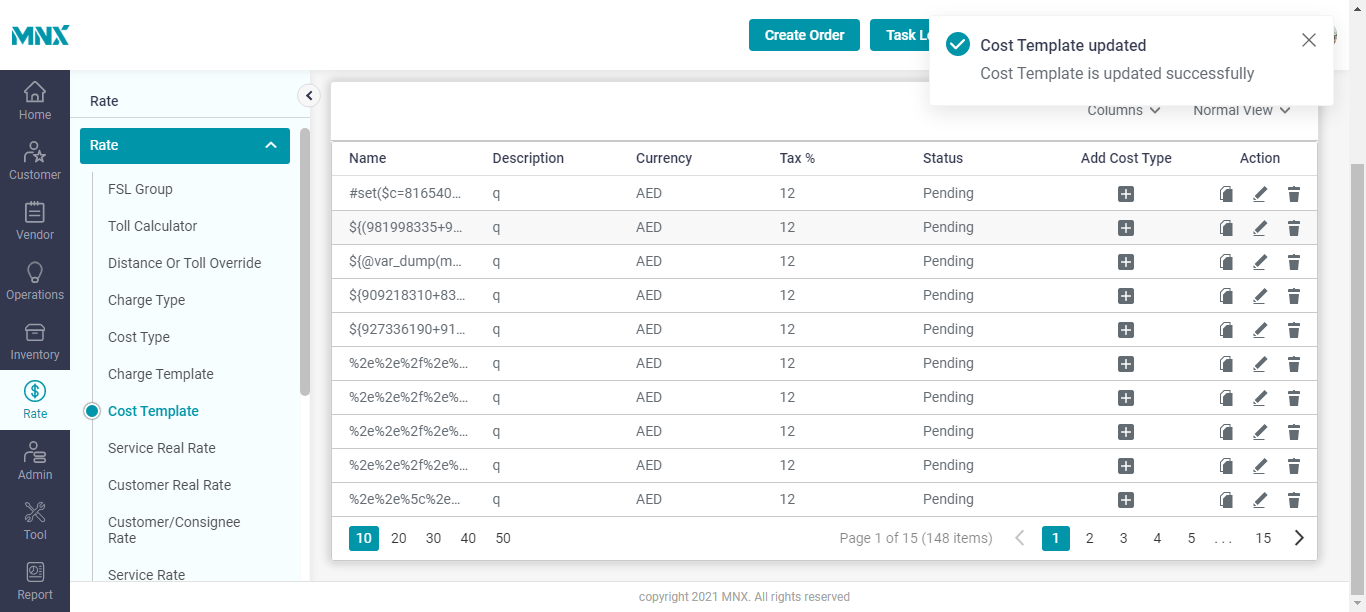 MNX
Create Order
Task L
Cost Template updated
Cost Template is updated successfully
Home
Customer
Vendor
Operations
Inventory
Rate
Admin
Tool
Report
Rate
Rate
FSL Group
Toll Calculator
Distance Or Toll Override
Charge Type
Cost Type
Charge Template
Cost Template
Service Real Rate
Customer Real Rate
Customer/Consignee
Rate
Service Rate
Columns Normal View
Name Description Currency Tax % Status Add Cost Type Action
#set($c=816540... q AED 12 Pending
${(981998335+9... q AED 12 Pending
${@var_dump(m... q AED 12 Pending
${909218310+83... q AED 12 Pending
${927336190+91... q AED 12 Pending
%2e%2e%2f%2e%... q AED 12 Pending
%2e%2e%2f%2e%... q AED 12 Pending
%2e%2e%2f%2e%... q AED 12 Pending
%2e%2e%2f%2e%... q AED 12 Pending
%2e%2e%5c%2e... q AED 12 Pending
10 20 30 40 50 Page 1 of 15 (148 items) 1 2 3 4 5 ... 15
copyright 2021 MNX. All rights reserved